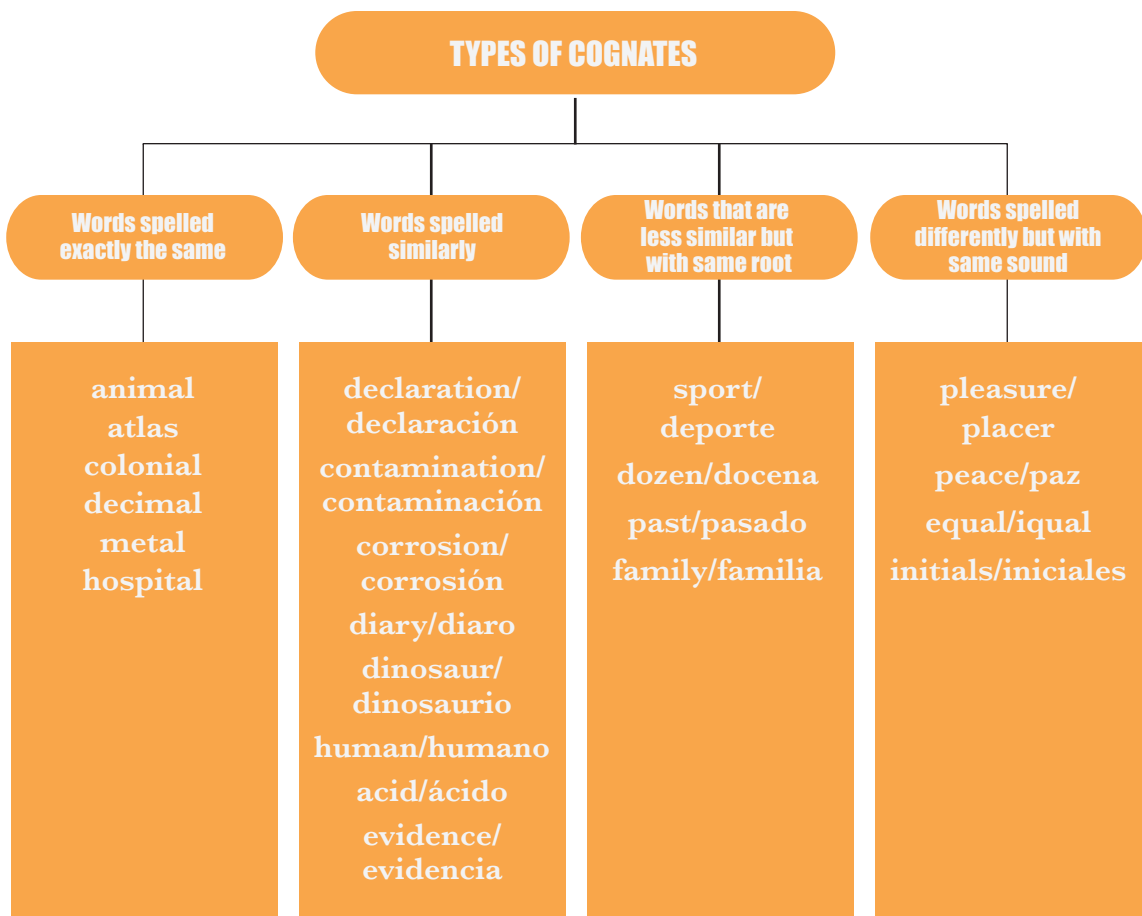 TYPES OF COGNATES
Words spelled
exactly the same
Words spelled
similarly
Words that are
less similar but
with same root
Words spelled
differently but with
same sound
animal
atlas
colonial
decimal
metal
hospital
declaration/
declaración
contamination/
contaminación
corrosion/
corrosión
diary/diaro
dinosaur/
dinosaurio
human/humano
acid/ácido
evidence/
evidencia
sport/
deporte
dozen/docena
past/pasado
family/familia
pleasure/
placer
peace/paz
equal/iqual
initials/iniciales